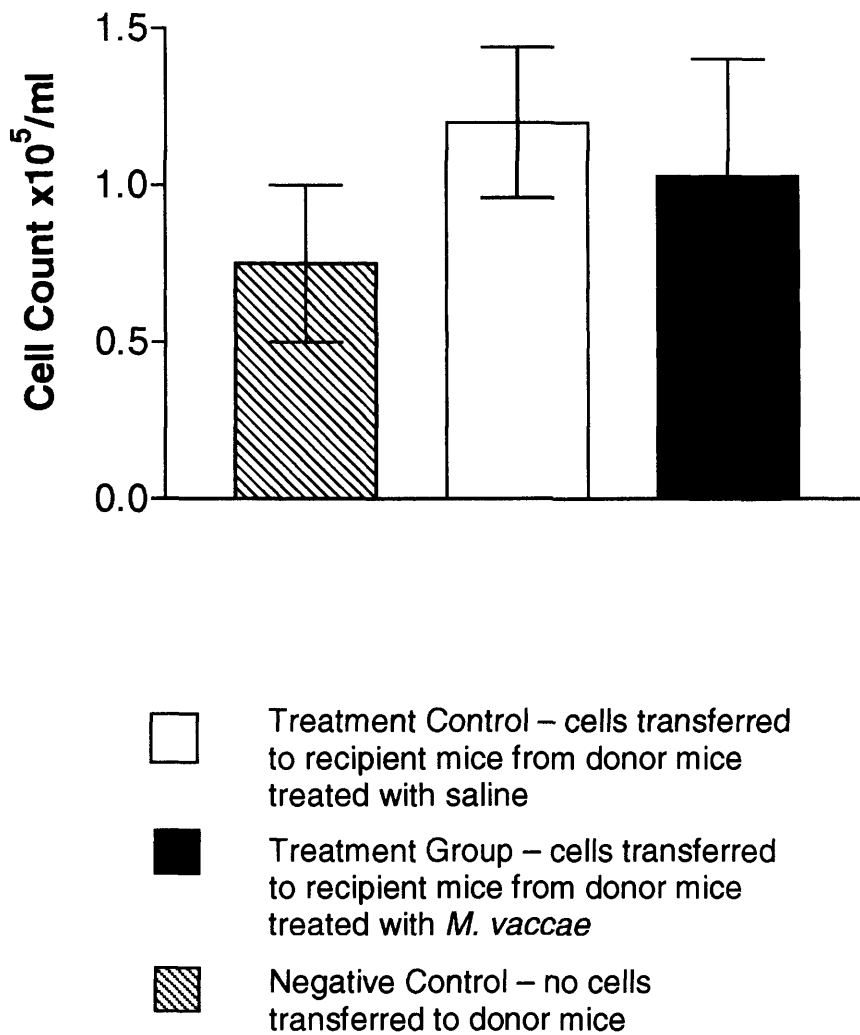 1.5
1.0
0.5
0.0
Cell Count x10⁵/ml
Treatment Control – cells transferred
to recipient mice from donor mice
treated with saline
Treatment Group – cells transferred
to recipient mice from donor mice
treated with M. vaccae
Negative Control – no cells
transferred to donor mice